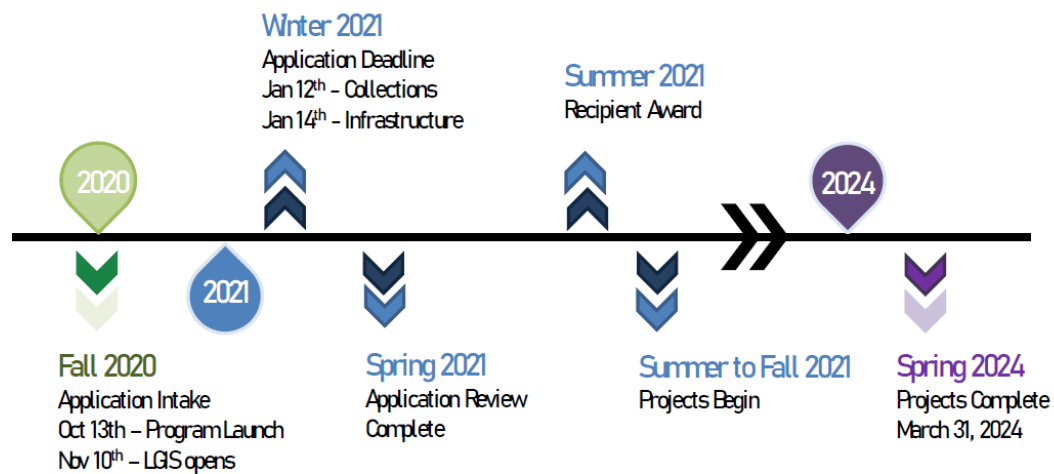 Winter 2021
Application Deadline
Jan 12th - Collections
Jan 14th - Infrastructure
Summer 2021
Recipient Award
2020
2024
2021
Fall 2020
Application Intake
Oct 13th – Program Launch
Nov 10th – LGIS opens
Spring 2021
Application Review
Complete
Summer to Fall 2021
Projects Begin
Spring 2024
Projects Complete
March 31, 2024